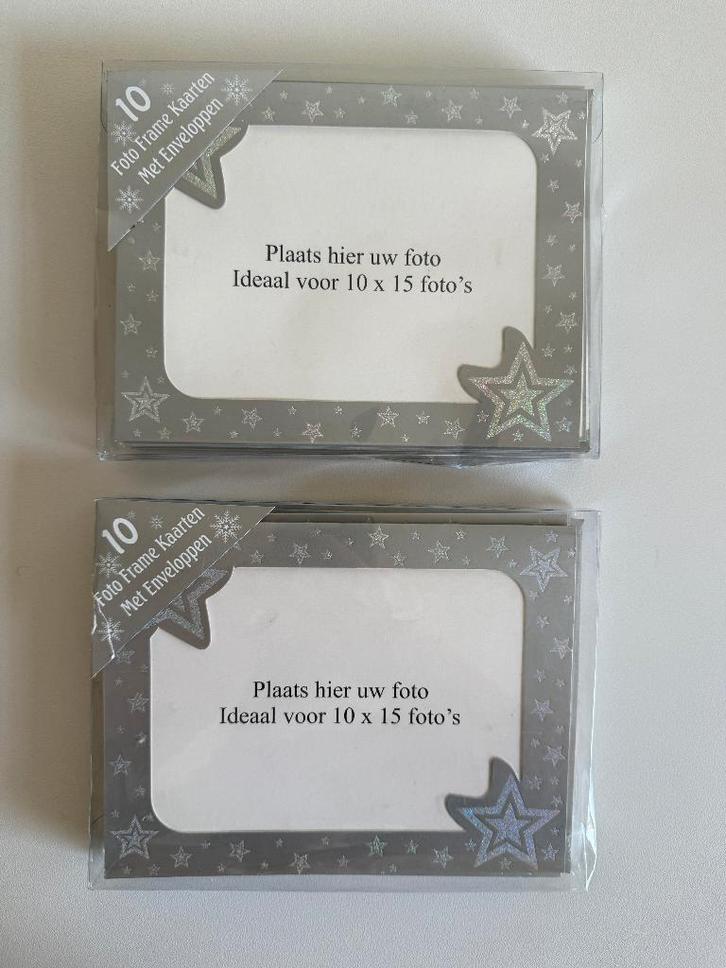 10
Foto Frame Kaarten
Met Enveloppen
Plaats hier uw foto
Ideaal voor 10 x 15 foto's
10
Foto Frame Kaarten
Met Enveloppen
Plaats hier uw foto
Ideaal voor 10 x 15 foto's